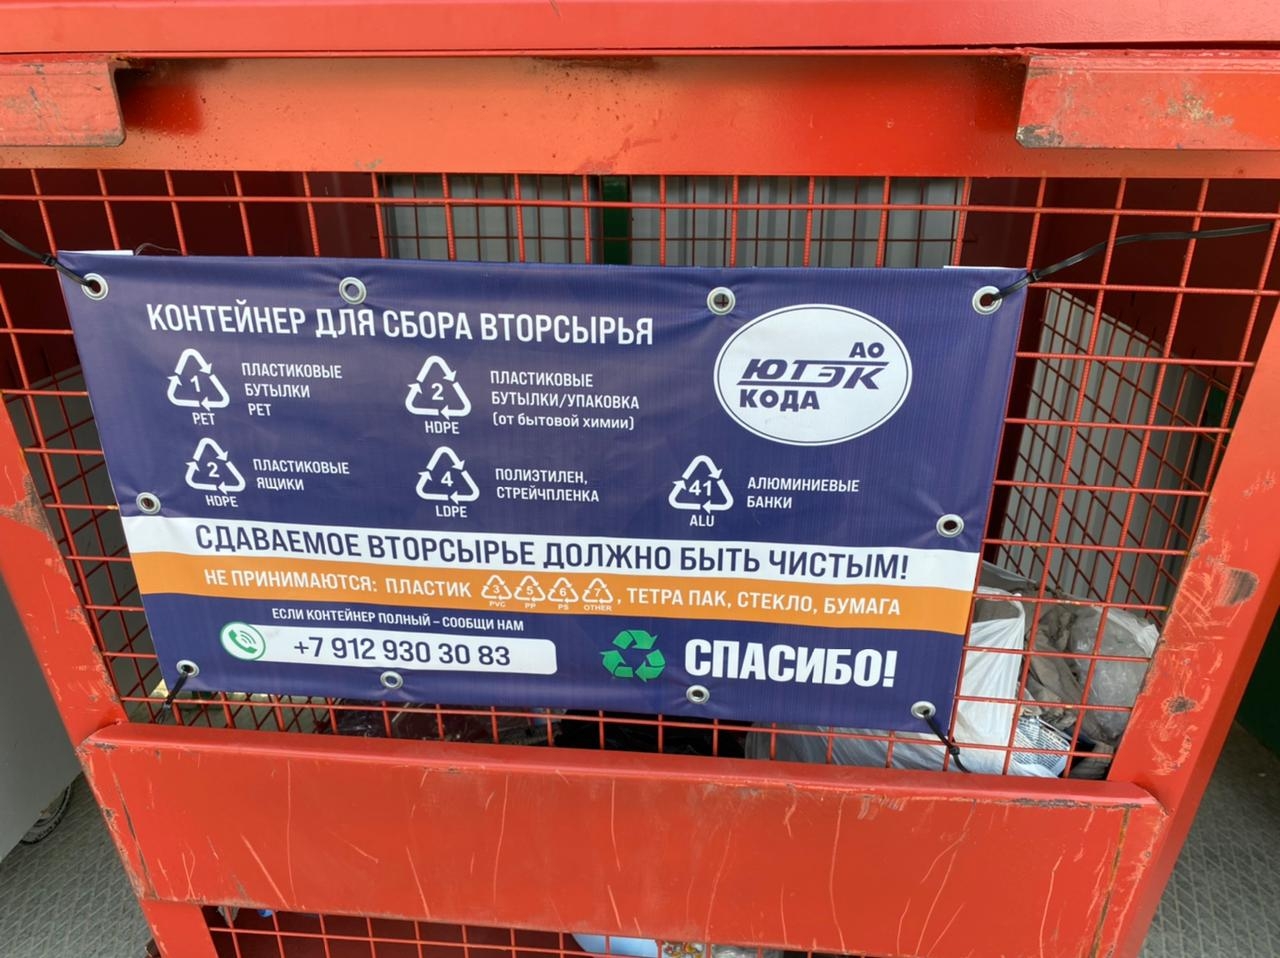 КОНТЕЙНЕР ДЛЯ СБОРА ВТОРСЫРЬЯ
АО
ЮТЭК
КОДА
1
PET
ПЛАСТИКОВЫЕ
БУТЫЛКИ
PET
2
HDPE
ПЛАСТИКОВЫЕ
БУТЫЛКИ/УПАКОВКА
(от бытовой химии)
2
HDPE
ПЛАСТИКОВЫЕ
ЯЩИКИ
4
LDPE
ПОЛИЭТИЛЕН,
СТРЕЙЧПЛЕНКА
41
ALU
АЛЮМИНИЕВЫЕ
БАНКИ
СДАВАЕМОЕ ВТОРСЫРЬЕ ДОЛЖНО БЫТЬ ЧИСТЫМ!
НЕ ПРИНИМАЮТСЯ: ПЛАСТИК 3 PVC 5 PP 6 PS 7 OTHER, ТЕТРА ПАК, СТЕКЛО, БУМАГА
ЕСЛИ КОНТЕЙНЕР ПОЛНЫЙ – СООБЩИ НАМ
+7 912 930 30 83
СПАСИБО!